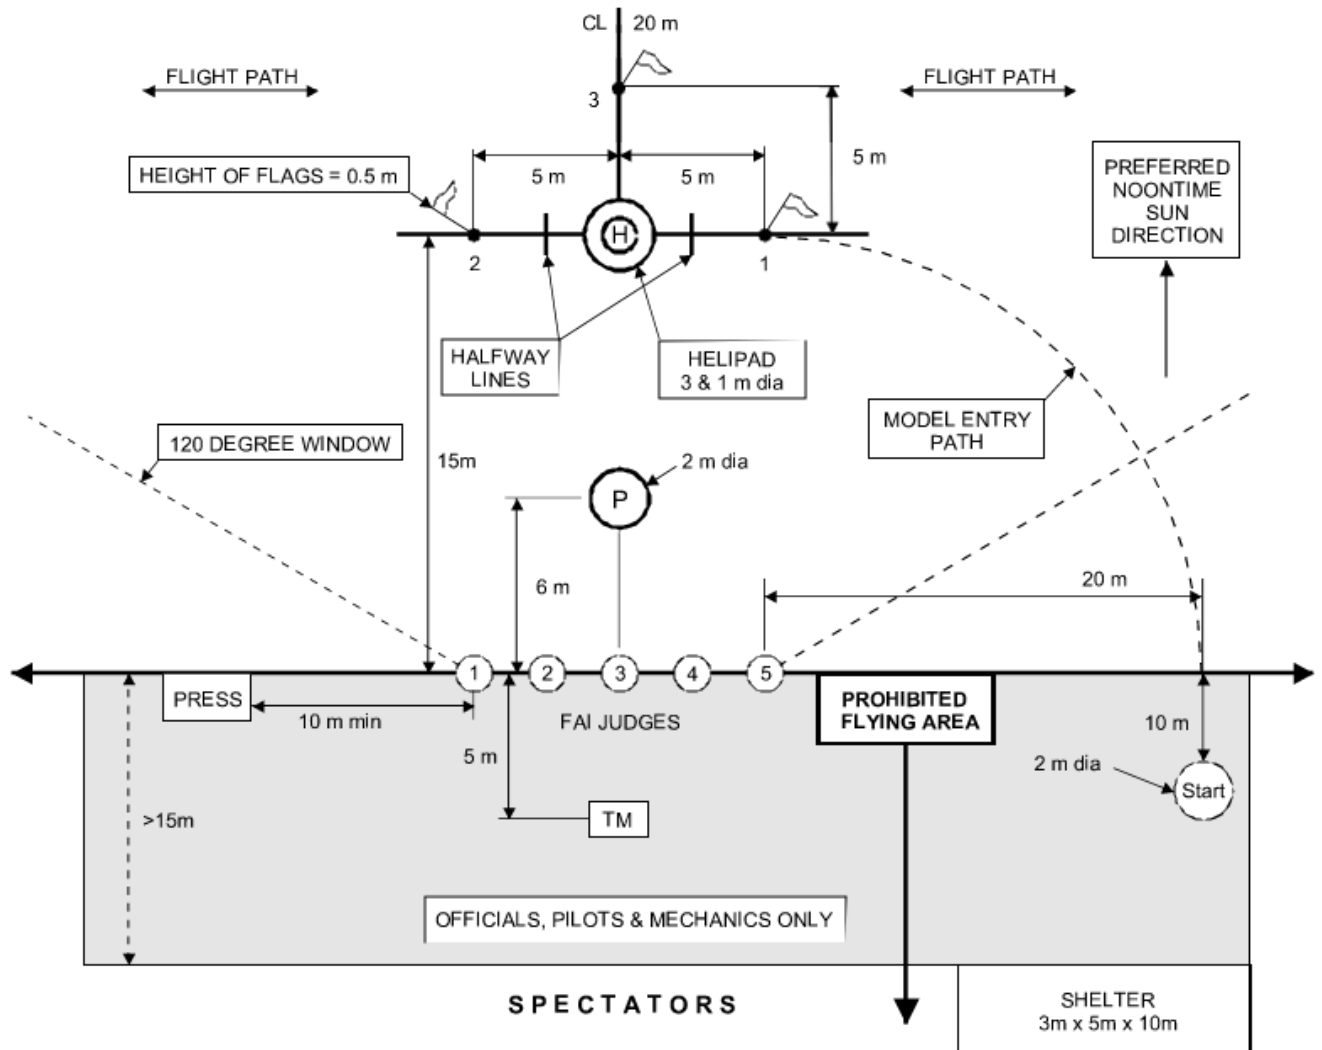 CL 20 m
FLIGHT PATH
FLIGHT PATH
3
5 m
HEIGHT OF FLAGS = 0.5 m
5 m
5 m
PREFERRED
NOONTIME
SUN
DIRECTION
H
2
1
HALFWAY
LINES
HELIPAD
3 & 1 m dia
MODEL ENTRY
PATH
120 DEGREE WINDOW
15m
2 m dia
P
6 m
20 m
1 2 3 4 5
PRESS
10 m min
FAI JUDGES
PROHIBITED
FLYING AREA
10 m
5 m
2 m dia
Start
>15m
TM
OFFICIALS, PILOTS & MECHANICS ONLY
SPECTATORS
SHELTER
3m x 5m x 10m